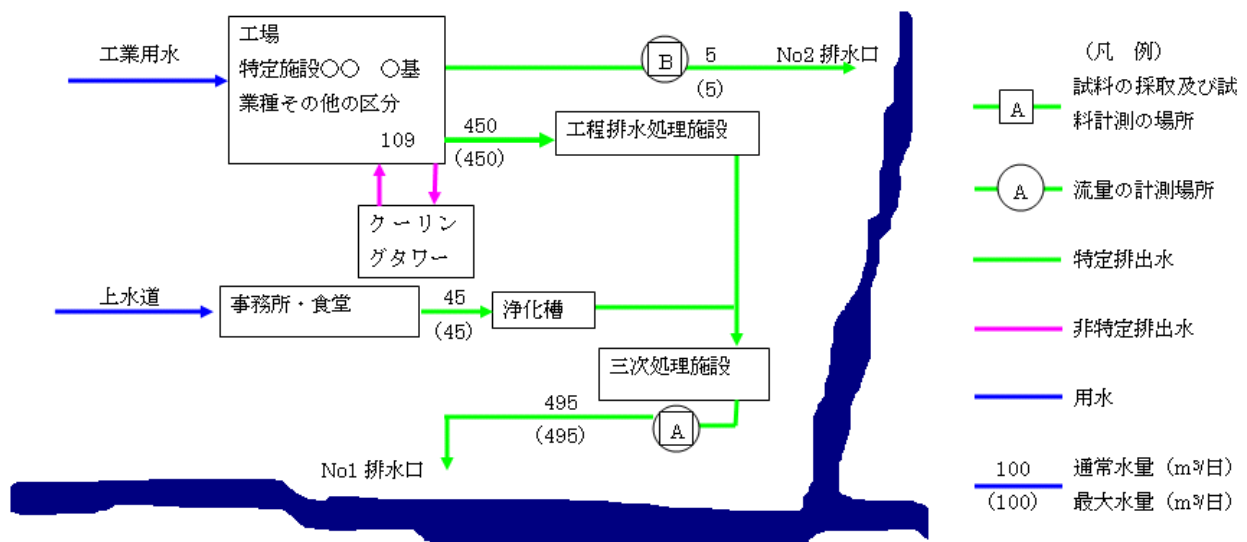 工業用水
工場
特定施設○○　○基
業種その他の区分
109
B
5
(5)
No2 排水口
450
(450)
工程排水処理施設
クーリン
グタワー
上水道
事務所・食堂
45
(45)
浄化槽
三次処理施設
495
(495)
A
No1 排水口
(凡　例)
A
試料の採取及び試
料計測の場所
A
流量の計測場所
特定排出水
非特定排出水
用水
100
(100)
通常水量（m³/日）
最大水量（m³/日）